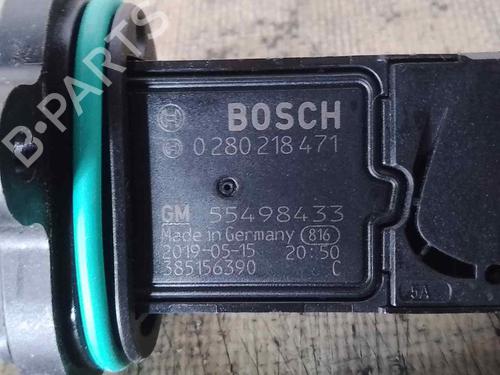 BOSCH
0 280 218 471
GM 55498433
Made in Germany 816
2019-05-15 20:50
385156390 C
5A
B-PARTS